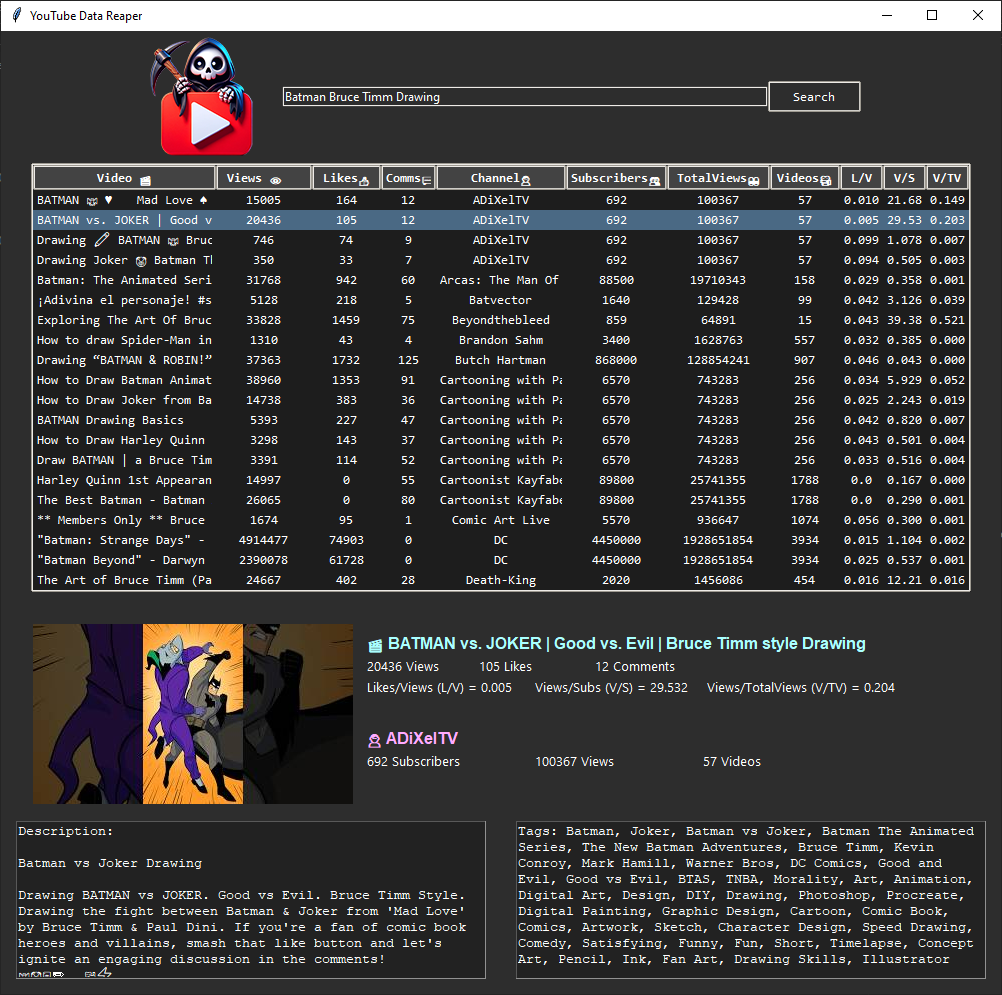 YouTube Data Reaper
Batman Bruce Timm Drawing
Search
Video Views Likes Comms Channel Subscribers TotalViews Videos L/V V/S V/TV
BATMAN Mad Love 15005 164 12 ADiXelTV 692 100367 57 0.010 21.68 0.149
BATMAN vs. JOKER | Good v 20436 105 12 ADiXelTV 692 100367 57 0.005 29.53 0.203
Drawing BATMAN Bruc 746 74 9 ADiXelTV 692 100367 57 0.099 1.078 0.007
Drawing Joker Batman Ti 350 33 7 ADiXelTV 692 100367 57 0.094 0.505 0.003
Batman: The Animated Seri 31768 942 60 Arcas: The Man Of 88500 19710343 158 0.029 0.358 0.001
¡Adivina el personaje! #s 5128 218 5 Batvector 1640 129428 99 0.042 3.126 0.039
Exploring The Art Of Bruc 33828 1459 75 Beyondthebleed 859 64891 15 0.043 39.38 0.521
How to draw Spider-Man in 1310 43 4 Brandon Sahm 3400 1628763 557 0.032 0.385 0.000
Drawing “BATMAN & ROBIN!” 37363 1732 125 Butch Hartman 868000 128854241 907 0.046 0.043 0.000
How to Draw Batman Animat 38960 1353 91 Cartooning with Pa 6570 743283 256 0.034 5.929 0.052
How to Draw Joker from Ba 14738 383 36 Cartooning with Pa 6570 743283 256 0.025 2.243 0.019
BATMAN Drawing Basics 5393 227 47 Cartooning with Pa 6570 743283 256 0.042 0.820 0.007
How to Draw Harley Quinn 3298 143 37 Cartooning with Pa 6570 743283 256 0.043 0.501 0.004
Draw BATMAN | a Bruce Tim 3391 114 52 Cartooning with Pa 6570 743283 256 0.033 0.516 0.004
Harley Quinn 1st Appearan 14997 0 55 Cartoonist Kayfabe 89800 25741355 1788 0.0 0.167 0.000
The Best Batman - Batman 26065 0 80 Cartoonist Kayfabe 89800 25741355 1788 0.0 0.290 0.001
** Members Only ** Bruce 1674 95 1 Comic Art Live 5570 936647 1074 0.056 0.300 0.001
"Batman: Strange Days" - 4914477 74903 0 DC 4450000 1928651854 3934 0.015 1.104 0.002
"Batman Beyond" - Darwyn 2390078 61728 0 DC 4450000 1928651854 3934 0.025 0.537 0.001
The Art of Bruce Timm (Pa 24667 402 28 Death-King 2020 1456086 454 0.016 12.21 0.016
BATMAN vs. JOKER | Good vs. Evil | Bruce Timm style Drawing
20436 Views 105 Likes 12 Comments
Likes/Views (L/V) = 0.005 Views/Subs (V/S) = 29.532 Views/TotalViews (V/TV) = 0.204
ADiXelTV
692 Subscribers 100367 Views 57 Videos
Description:
Batman vs Joker Drawing
Drawing BATMAN vs JOKER. Good vs Evil. Bruce Timm Style.
Drawing the fight between Batman & Joker from 'Mad Love'
by Bruce Timm & Paul Dini. If you're a fan of comic book
heroes and villains, smash that like button and let's
ignite an engaging discussion in the comments!
Tags: Batman, Joker, Batman vs Joker, Batman The Animated
Series, The New Batman Adventures, Bruce Timm, Kevin
Conroy, Mark Hamill, Warner Bros, DC Comics, Good and
Evil, Good vs Evil, BTAS, TNBA, Morality, Art, Animation,
Digital Art, Design, DIY, Drawing, Photoshop, Procreate,
Digital Painting, Graphic Design, Cartoon, Comic Book,
Comics, Artwork, Sketch, Character Design, Speed Drawing,
Comedy, Satisfying, Funny, Fun, Short, Timelapse, Concept
Art, Pencil, Ink, Fan Art, Drawing Skills, Illustrator